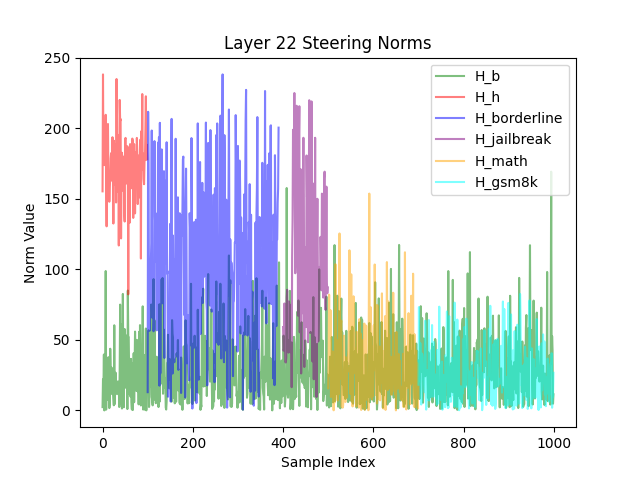 Layer 22 Steering Norms
250
200
150
100
50
0
Norm Value
H_b
H_h
H_borderline
H_jailbreak
H_math
H_gsm8k
0 200 400 600 800 1000
Sample Index